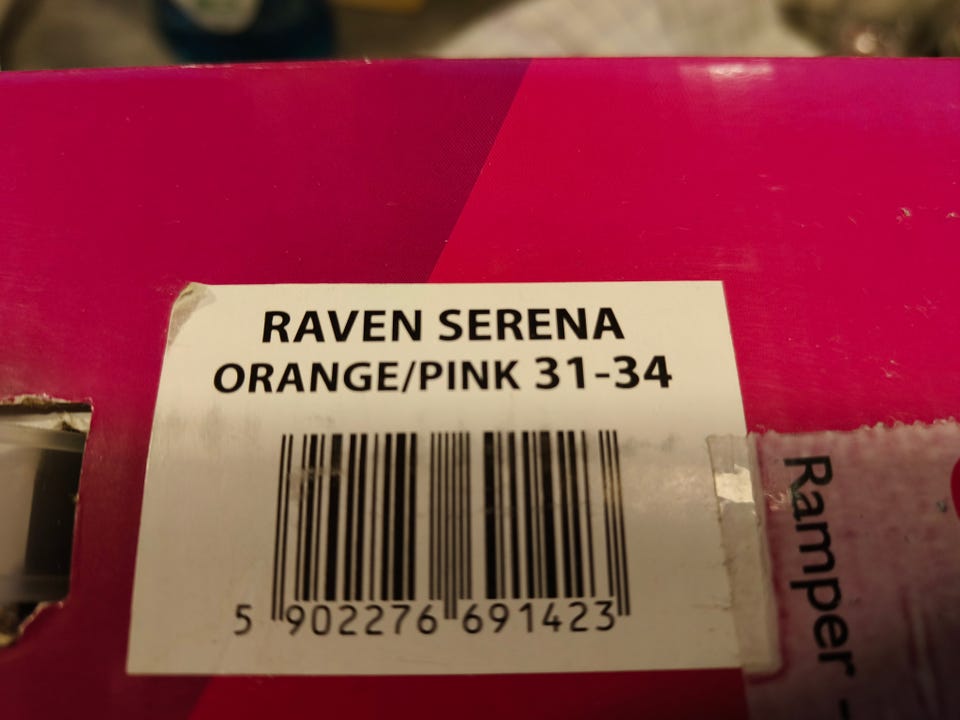 RAVEN SERENA
ORANGE/PINK 31-34
5 902276 691423
Ramper -